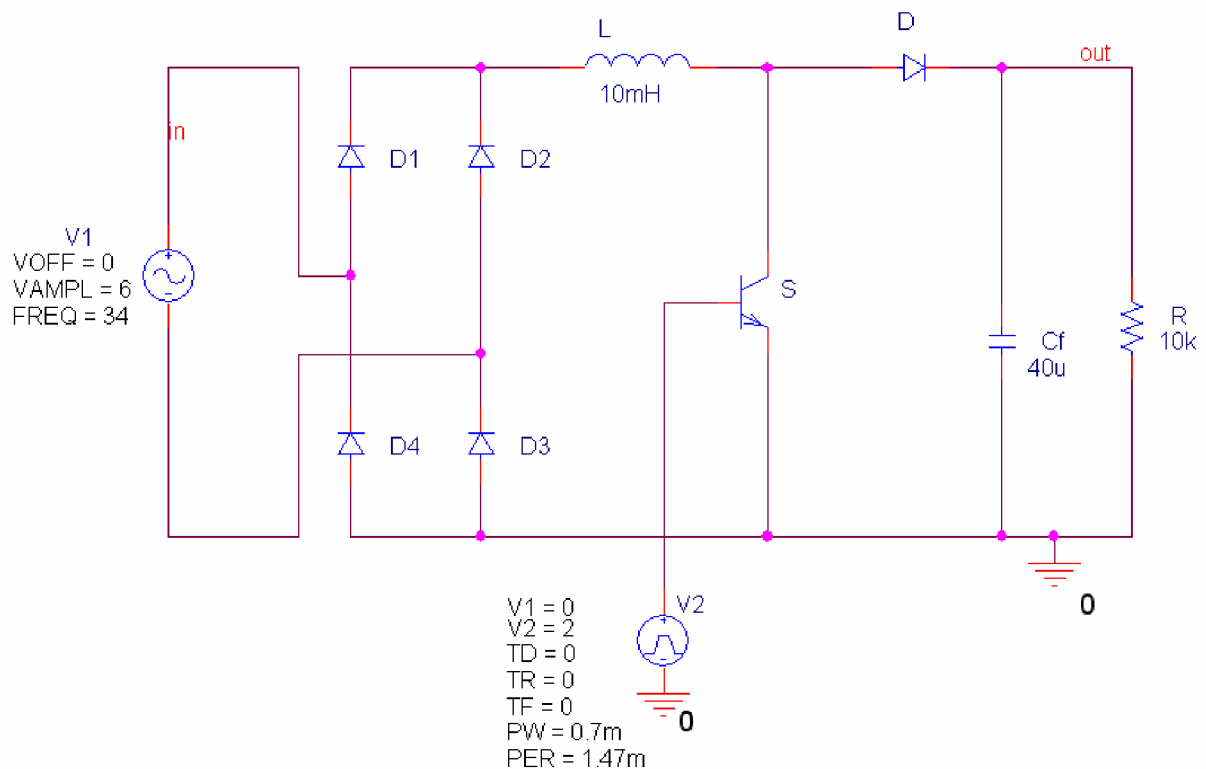 L
D
out
10mH
in
D1
D2
V1
VOFF = 0
VAMPL = 6
FREQ = 34
S
R
10k
Cf
40u
D4
D3
0
V1 = 0
V2 = 2
TD = 0
TR = 0
TF = 0
PW = 0.7m
PER = 1.47m
V2
0